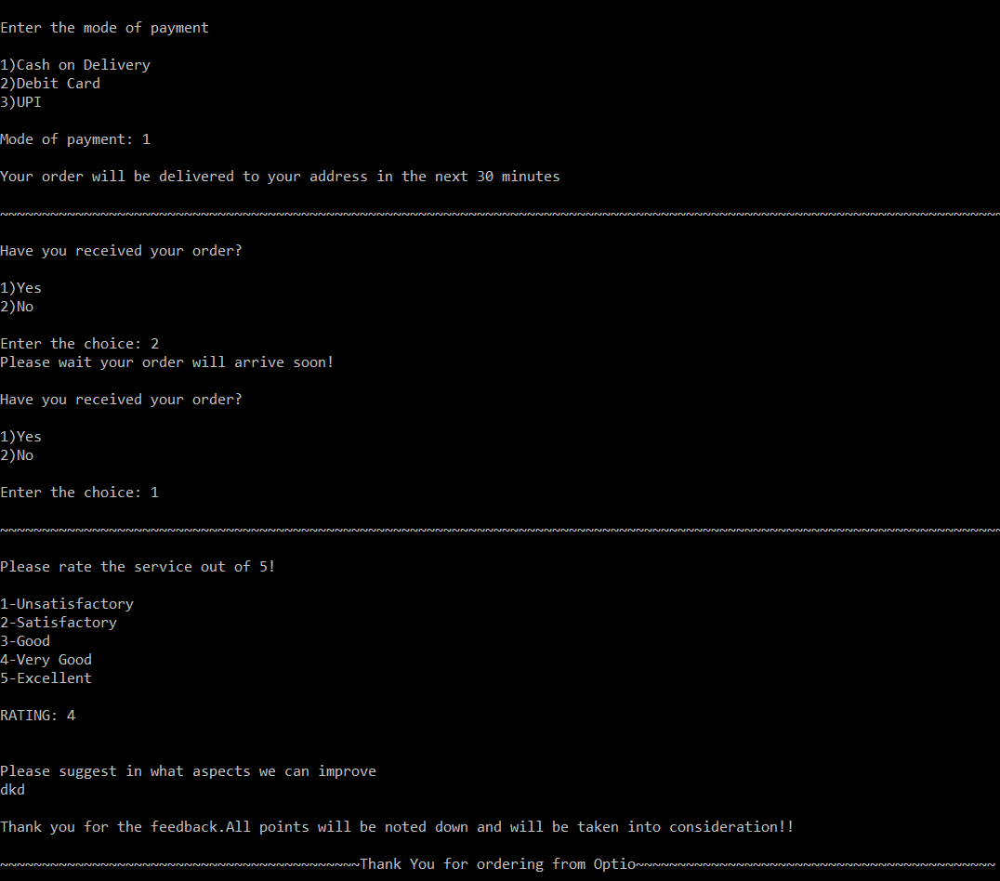 Enter the mode of payment
1)Cash on Delivery
2)Debit Card
3)UPI
Mode of payment: 1
Your order will be delivered to your address in the next 30 minutes
~~~~~~~~~~~~~~~~~~~~~~~~~~~~~~~~~~~~~~~~~~~~~~~~~~~~~~~~~~~~~~~~~~~~~~~~~~~~~~~~~~~~~~~~~~~~~~~~~~~~~~~~~~~~~~~~~~~~~~~~
Have you received your order?
1)Yes
2)No
Enter the choice: 2
Please wait your order will arrive soon!
Have you received your order?
1)Yes
2)No
Enter the choice: 1
~~~~~~~~~~~~~~~~~~~~~~~~~~~~~~~~~~~~~~~~~~~~~~~~~~~~~~~~~~~~~~~~~~~~~~~~~~~~~~~~~~~~~~~~~~~~~~~~~~~~~~~~~~~~~~~~~~~~~~~~
Please rate the service out of 5!
1-Unsatisfactory
2-Satisfactory
3-Good
4-Very Good
5-Excellent
RATING: 4
Please suggest in what aspects we can improve
dkd
Thank you for the feedback.All points will be noted down and will be taken into consideration!!
~~~~~~~~~~~~~~~~~~~~~~~~~~~~~~~~~~~~~~~~~~~Thank You for ordering from Optio~~~~~~~~~~~~~~~~~~~~~~~~~~~~~~~~~~~~~~~~~~~